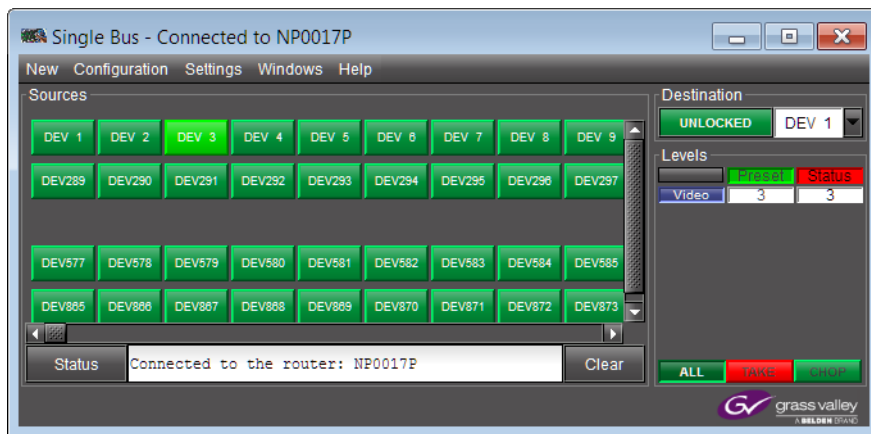 Single Bus - Connected to NP0017P
New Configuration Settings Windows Help
Sources
DEV 1 DEV 2 DEV 3 DEV 4 DEV 5 DEV 6 DEV 7 DEV 8 DEV 9
DEV289 DEV290 DEV291 DEV292 DEV293 DEV294 DEV295 DEV296 DEV297
DEV577 DEV578 DEV579 DEV580 DEV581 DEV582 DEV583 DEV584 DEV585
DEV865 DEV866 DEV867 DEV868 DEV869 DEV870 DEV871 DEV872 DEV873
Status Connected to the router: NP0017P Clear
Destination
UNLOCKED DEV 1
Levels
Preset Status
Video 3 3
ALL TAKE CHOP
GV grass valley
A BELDEN BRAND